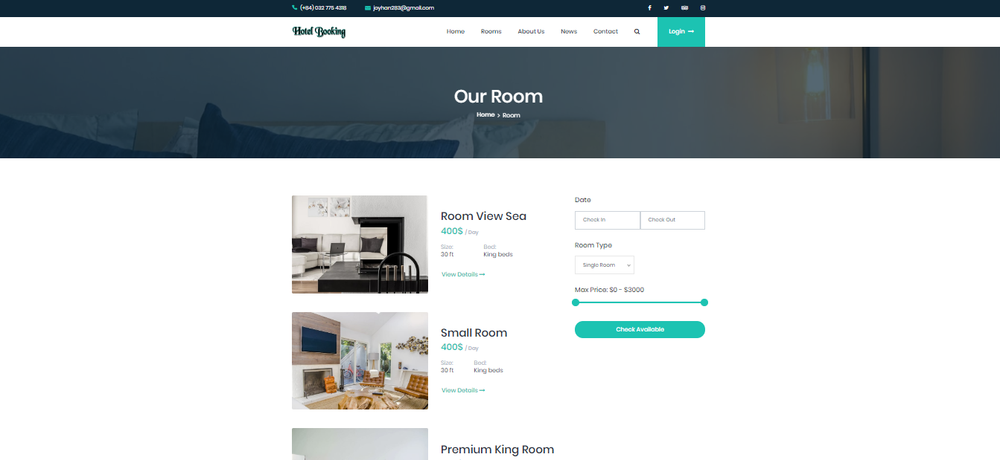 (+84) 032 775 4318
joyhan283@gmail.com
Hotel Booking
Home
Rooms
About Us
News
Contact
Login
Our Room
Home > Room
Room View Sea
400$ / Day
Size:
Bed:
30 ft
King beds
View Details
Small Room
400$ / Day
Size:
Bed:
30 ft
King beds
View Details
Premium King Room
Date
Check In
Check Out
Room Type
Single Room
Max Price: $0 - $3000
Check Available